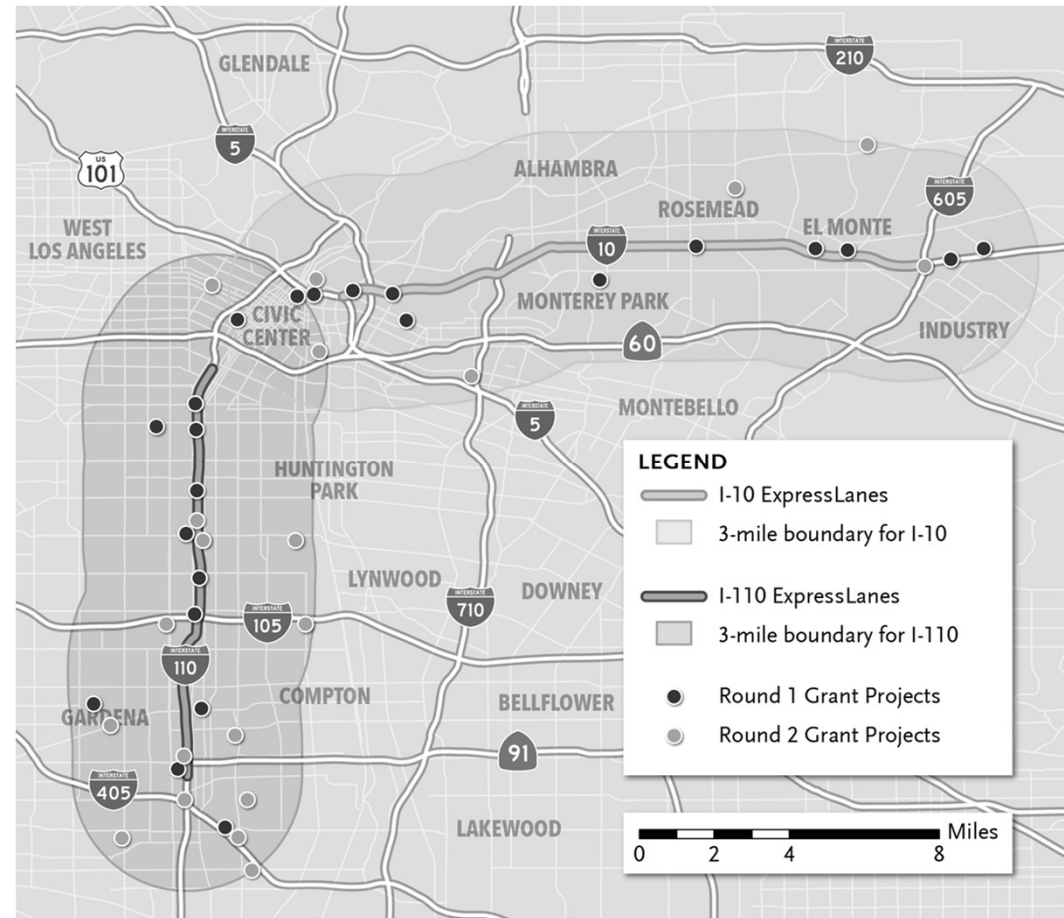 GLENDALE
INTERSTATE
210
INTERSTATE
5
US
101
ALHAMBRA
INTERSTATE
605
WEST
LOS ANGELES
ROSEMEAD
EL MONTE
INTERSTATE
10
MONTEREY PARK
CIVIC
CENTER
INDUSTRY
60
MONTEBELLO
INTERSTATE
5
HUNTINGTON
PARK
LYNWOOD
DOWNEY
INTERSTATE
710
INTERSTATE
105
INTERSTATE
110
COMPTON
BELLFLOWER
GARDENA
91
INTERSTATE
405
LAKEWOOD
LEGEND
I-10 ExpressLanes
3-mile boundary for I-10
I-110 ExpressLanes
3-mile boundary for I-110
Round 1 Grant Projects
Round 2 Grant Projects
Miles
0 2 4 8